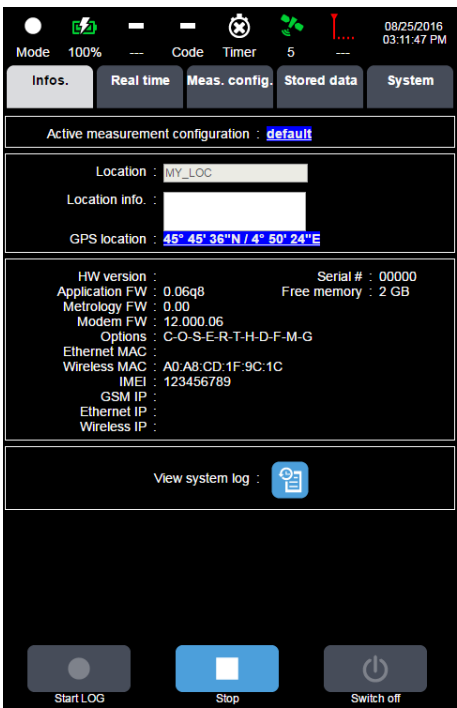 08/25/2016
03:11:47 PM
Mode 100% --- Code Timer 5 ---
Infos. Real time Meas. config. Stored data System
Active measurement configuration : default
Location : MY_LOC
Location info. :
GPS location : 45° 45' 36"N / 4° 50' 24"E
HW version : Serial # : 00000
Application FW : 0.06q8 Free memory : 2 GB
Metrology FW : 0.00
Modem FW : 12.000.06
Options : C-O-S-E-R-T-H-D-F-M-G
Ethernet MAC :
Wireless MAC : A0:A8:CD:1F:9C:1C
IMEI : 123456789
GSM IP :
Ethernet IP :
Wireless IP :
View system log :
Start LOG Stop Switch off